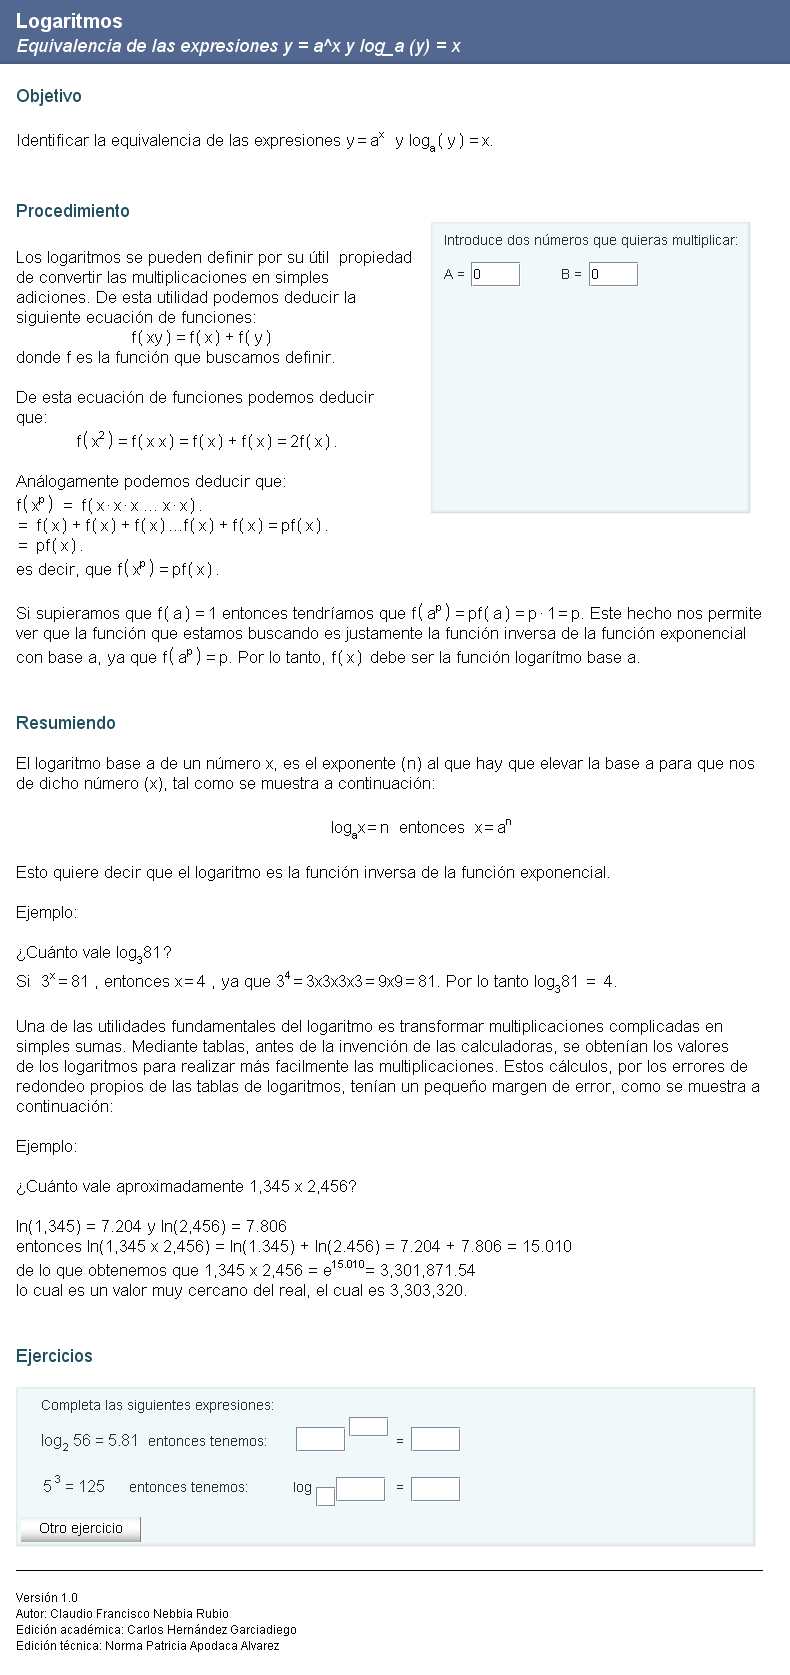 Logaritmos
Equivalencia de las expresiones y = a^x y log_a (y) = x
Objetivo
Identificar la equivalencia de las expresiones y = a^x y log_a( y ) = x.
Procedimiento
Los logaritmos se pueden definir por su útil propiedad
de convertir las multiplicaciones en simples
adiciones. De esta utilidad podemos deducir la
siguiente ecuación de funciones:
f( xy ) = f( x ) + f( y )
donde f es la función que buscamos definir.
De esta ecuación de funciones podemos deducir
que:
f( x^2 ) = f( x x ) = f( x ) + f( x ) = 2f( x ).
Análogamente podemos deducir que:
f( x^p ) = f( x · x · x ... x · x ).
= f( x ) + f( x ) + f( x ) ...f( x ) + f( x ) = pf( x ).
= pf( x ).
es decir, que f( x^p ) = pf( x ).
Introduce dos números que quieras multiplicar:
A = 0 B = 0
Si supieramos que f( a ) = 1 entonces tendríamos que f( a^p ) = pf( a ) = p · 1 = p. Este hecho nos permite
ver que la función que estamos buscando es justamente la función inversa de la función exponencial
con base a, ya que f( a^p ) = p. Por lo tanto, f( x ) debe ser la función logarítmo base a.
Resumiendo
El logaritmo base a de un número x, es el exponente (n) al que hay que elevar la base a para que nos
de dicho número (x), tal como se muestra a continuación:
log_a x = n entonces x = a^n
Esto quiere decir que el logaritmo es la función inversa de la función exponencial.
Ejemplo:
¿Cuánto vale log_3 81?
Si 3^x = 81 , entonces x = 4 , ya que 3^4 = 3x3x3x3 = 9x9 = 81. Por lo tanto log_3 81 = 4.
Una de las utilidades fundamentales del logaritmo es transformar multiplicaciones complicadas en
simples sumas. Mediante tablas, antes de la invención de las calculadoras, se obtenían los valores
de los logaritmos para realizar más facilmente las multiplicaciones. Estos cálculos, por los errores de
redondeo propios de las tablas de logaritmos, tenían un pequeño margen de error, como se muestra a
continuación:
Ejemplo:
¿Cuánto vale aproximadamente 1,345 x 2,456?
ln(1,345) = 7.204 y ln(2,456) = 7.806
entonces ln(1,345 x 2,456) = ln(1.345) + ln(2.456) = 7.204 + 7.806 = 15.010
de lo que obtenemos que 1,345 x 2,456 = e^15.010 = 3,301,871.54
lo cual es un valor muy cercano del real, el cual es 3,303,320.
Ejercicios
Completa las siguientes expresiones:
log_2 56 = 5.81 entonces tenemos: =
5^3 = 125 entonces tenemos: log =
Otro ejercicio
Versión 1.0
Autor: Claudio Francisco Nebbia Rubio
Edición académica: Carlos Hernández Garciadiego
Edición técnica: Norma Patricia Apodaca Alvarez